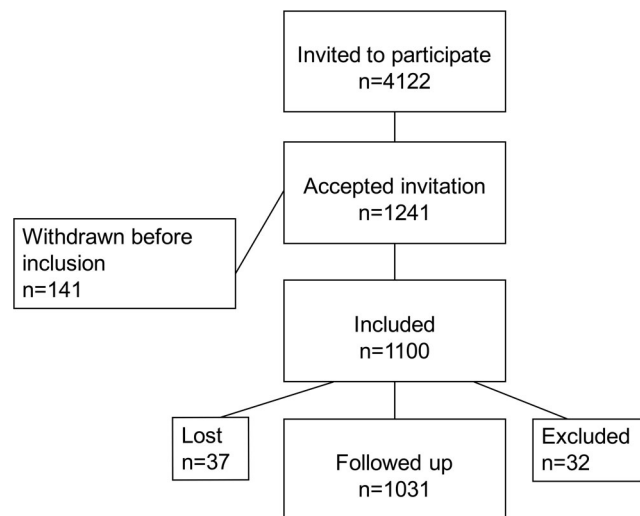 Invited to participate
n=4122
Accepted invitation
n=1241
Withdrawn before
inclusion
n=141
Included
n=1100
Lost
n=37
Followed up
n=1031
Excluded
n=32